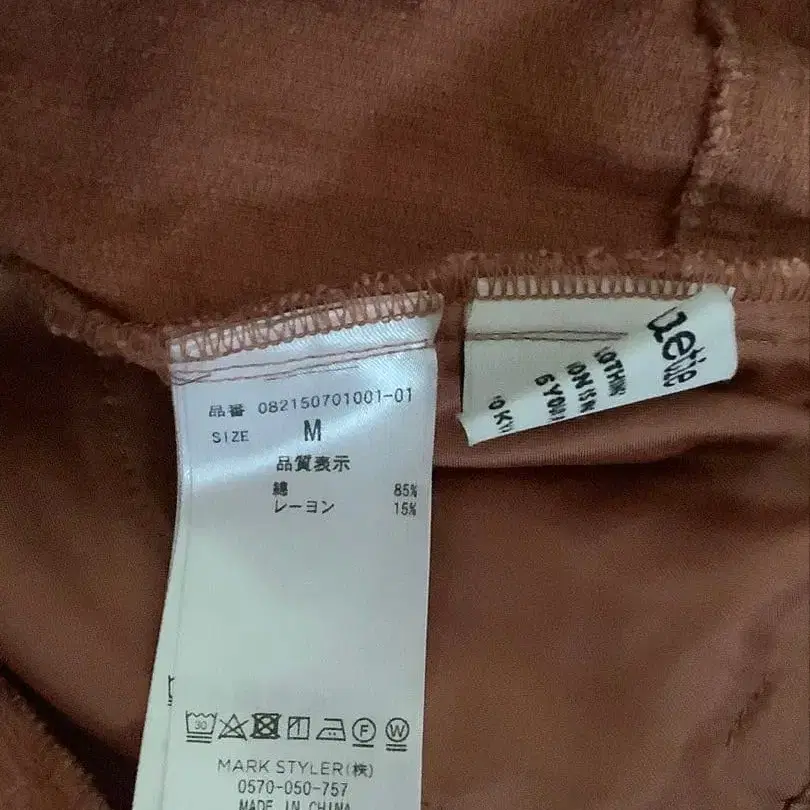 品番 082150701001-01
SIZE M
品質表示
綿 85%
レーヨン 15%
30
F W
MARK STYLER(株)
0570-050-757
MADE IN CHINA